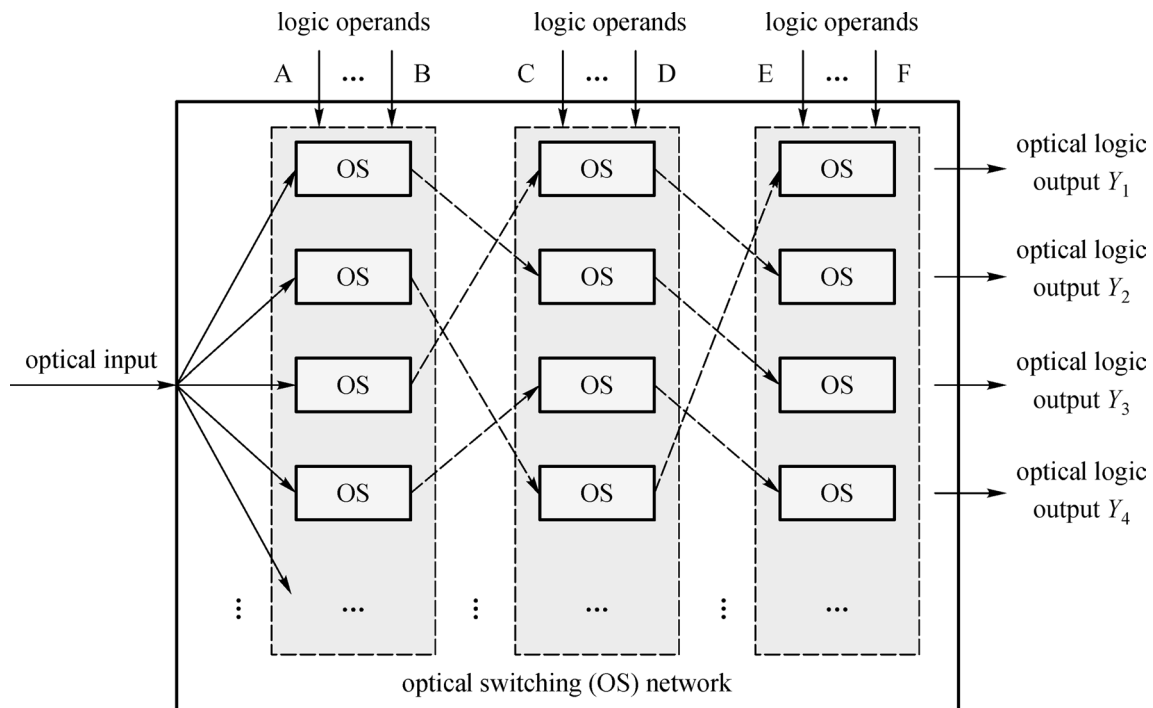 logic operands
logic operands
logic operands
A ... B
C ... D
E ... F
OS
OS
OS
optical logic
output Y1
OS
OS
OS
optical logic
output Y2
optical input
OS
OS
OS
optical logic
output Y3
OS
OS
OS
optical logic
output Y4
...
...
...
...
...
...
optical switching (OS) network